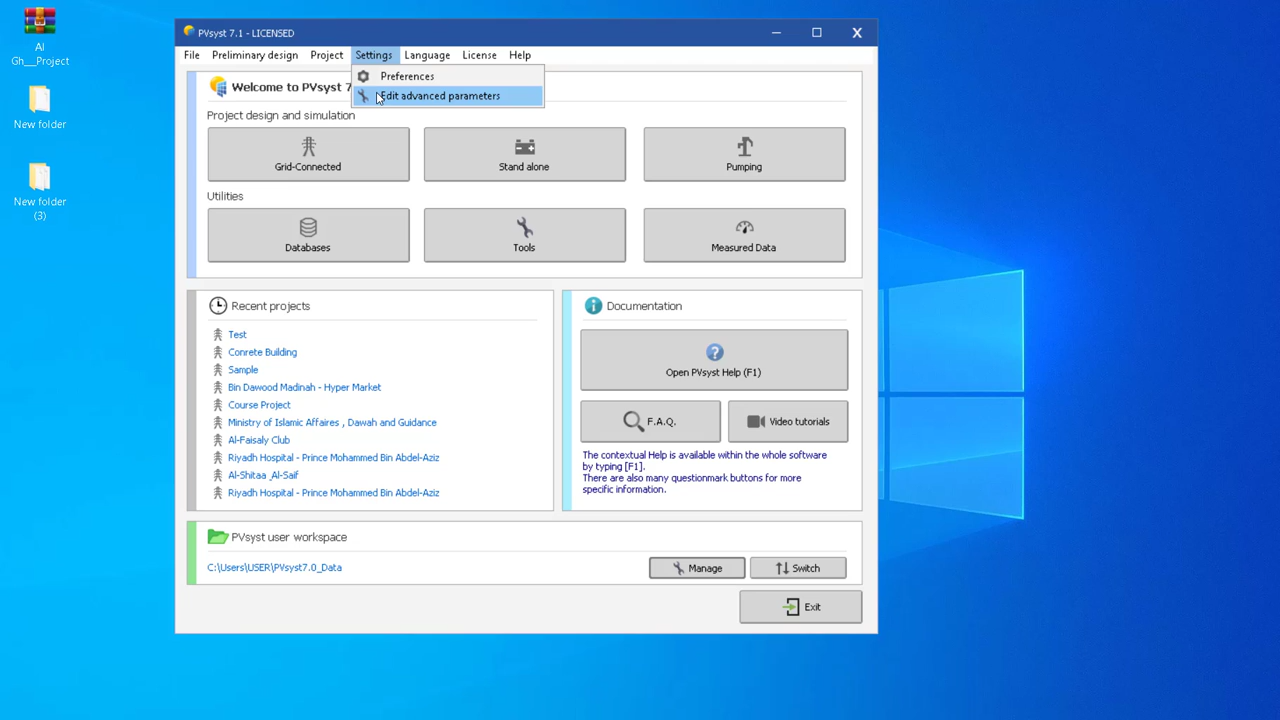 AI
Gh__Project
New folder
New folder
(3)
PVsyst 7.1 - LICENSED
File Preliminary design Project Settings Language License Help
Preferences
Edit advanced parameters
Welcome to PVsyst 7
Project design and simulation
Grid-Connected
Stand alone
Pumping
Utilities
Databases
Tools
Measured Data
Recent projects
Test
Conrete Building
Sample
Bin Dawood Madinah - Hyper Market
Course Project
Ministry of Islamic Affaires , Dawah and Guidance
Al-Faisaly Club
Riyadh Hospital - Prince Mohammed Bin Abdel-Aziz
Al-Shitaa ,Al-Saif
Riyadh Hospital - Prince Mohammed Bin Abdel-Aziz
Documentation
Open PVsyst Help (F1)
F.A.Q.
Video tutorials
The contextual Help is available within the whole software
by typing [F1].
There are also many questionmark buttons for more
specific information.
PVsyst user workspace
C:\Users\USER\PVsyst7.0_Data
Manage
Switch
Exit